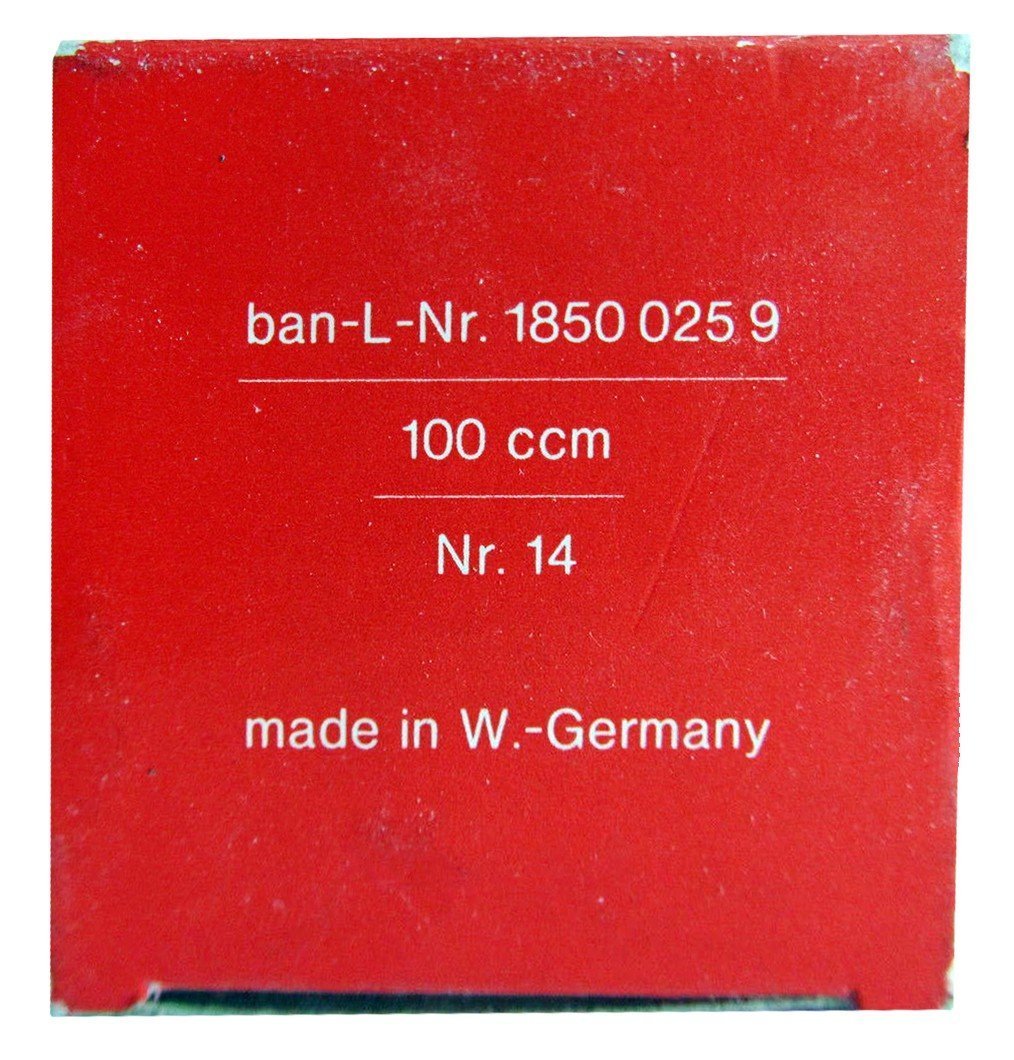 ban-L-Nr. 1850 025 9
100 ccm
Nr. 14
made in W.-Germany